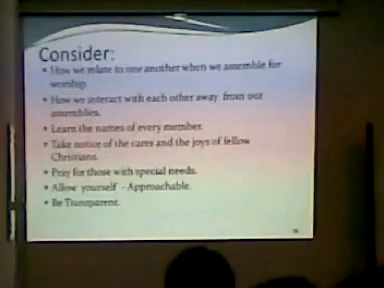 Consider:
• How we relate to one another when we assemble for
worship.
• How we interact with each other away from our
assemblies.
• Learn the names of every member.
• Take notice of the cares and the joys of fellow
Christians.
• Pray for those with special needs.
• Allow yourself - Approachable.
• Be Transparent.